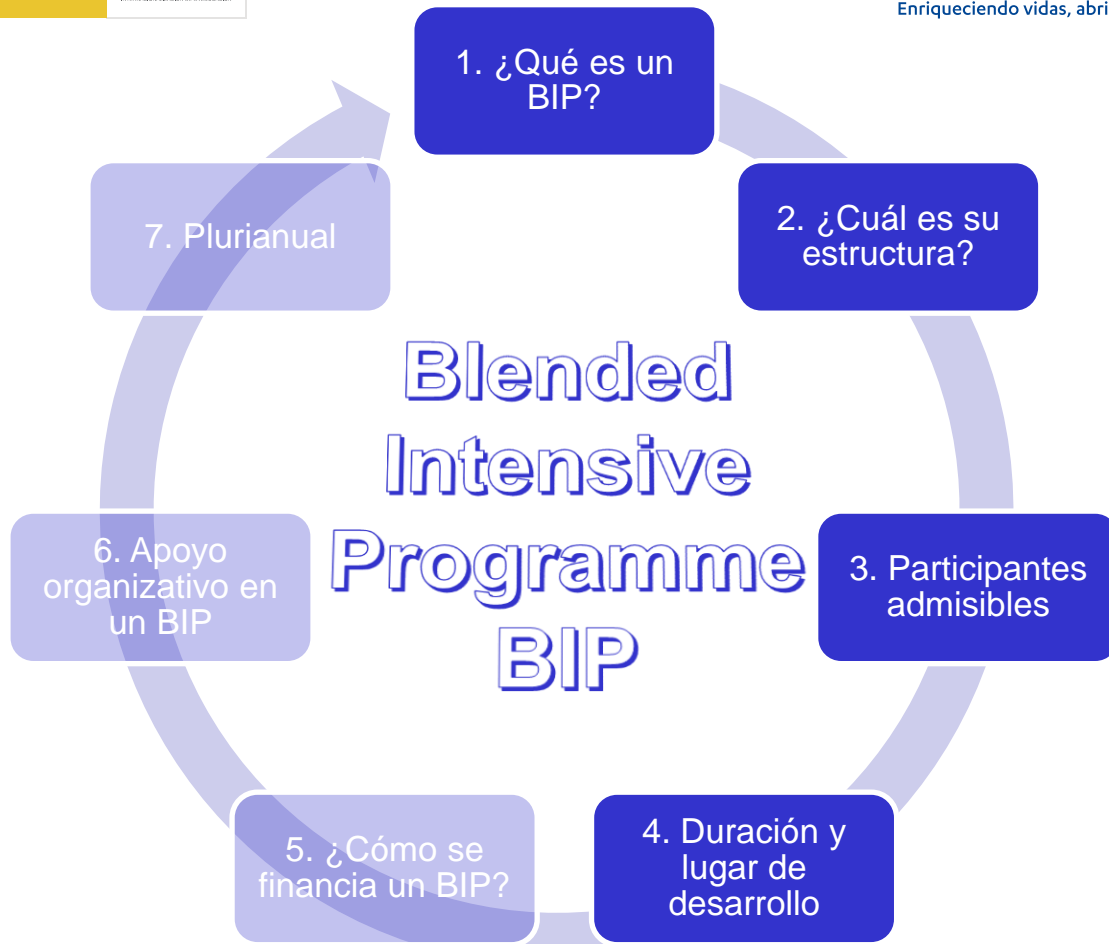 Enriqueciendo vidas, abri
1. ¿Qué es un
BIP?
2. ¿Cuál es su
estructura?
3. Participantes
admisibles
4. Duración y
lugar de
desarrollo
5. ¿Cómo se
financia un BIP?
6. Apoyo
organizativo en
un BIP
7. Plurianual
Blended
Intensive
Programme
BIP